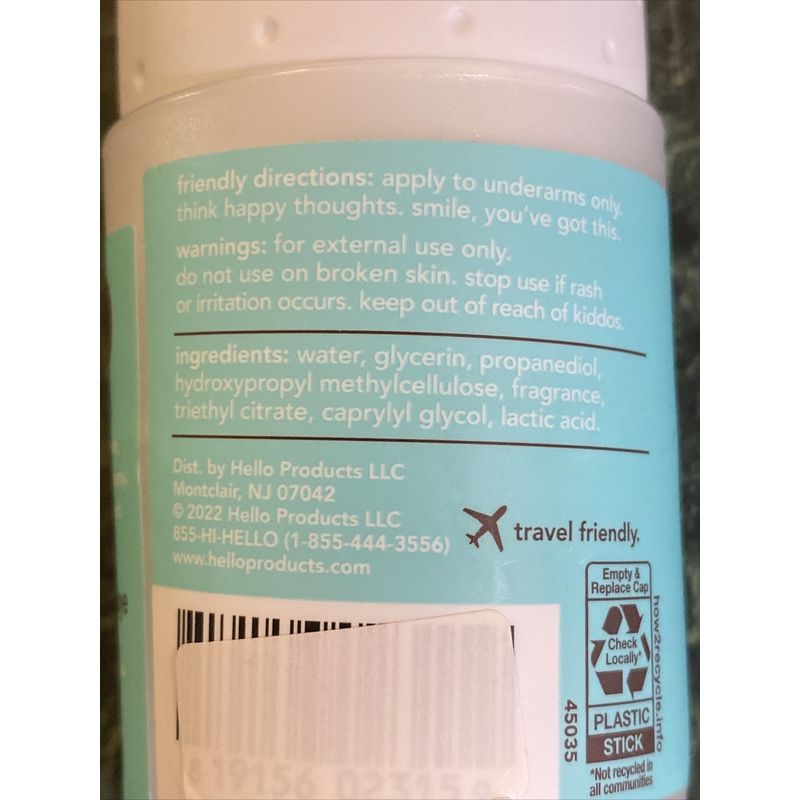 friendly directions: apply to underarms only.
think happy thoughts. smile, you've got this.
warnings: for external use only.
do not use on broken skin. stop use if rash
or irritation occurs. keep out of reach of kiddos.
ingredients: water, glycerin, propanediol,
hydroxypropyl methylcellulose, fragrance,
triethyl citrate, caprylyl glycol, lactic acid.
Dist. by Hello Products LLC
Montclair, NJ 07042
© 2022 Hello Products LLC
855-HI-HELLO (1-855-444-3556)
www.helloproducts.com
travel friendly.
Empty &
Replace Cap
Check
Locally*
PLASTIC
STICK
*Not recycled in
all communities
how2recycle.info
45035